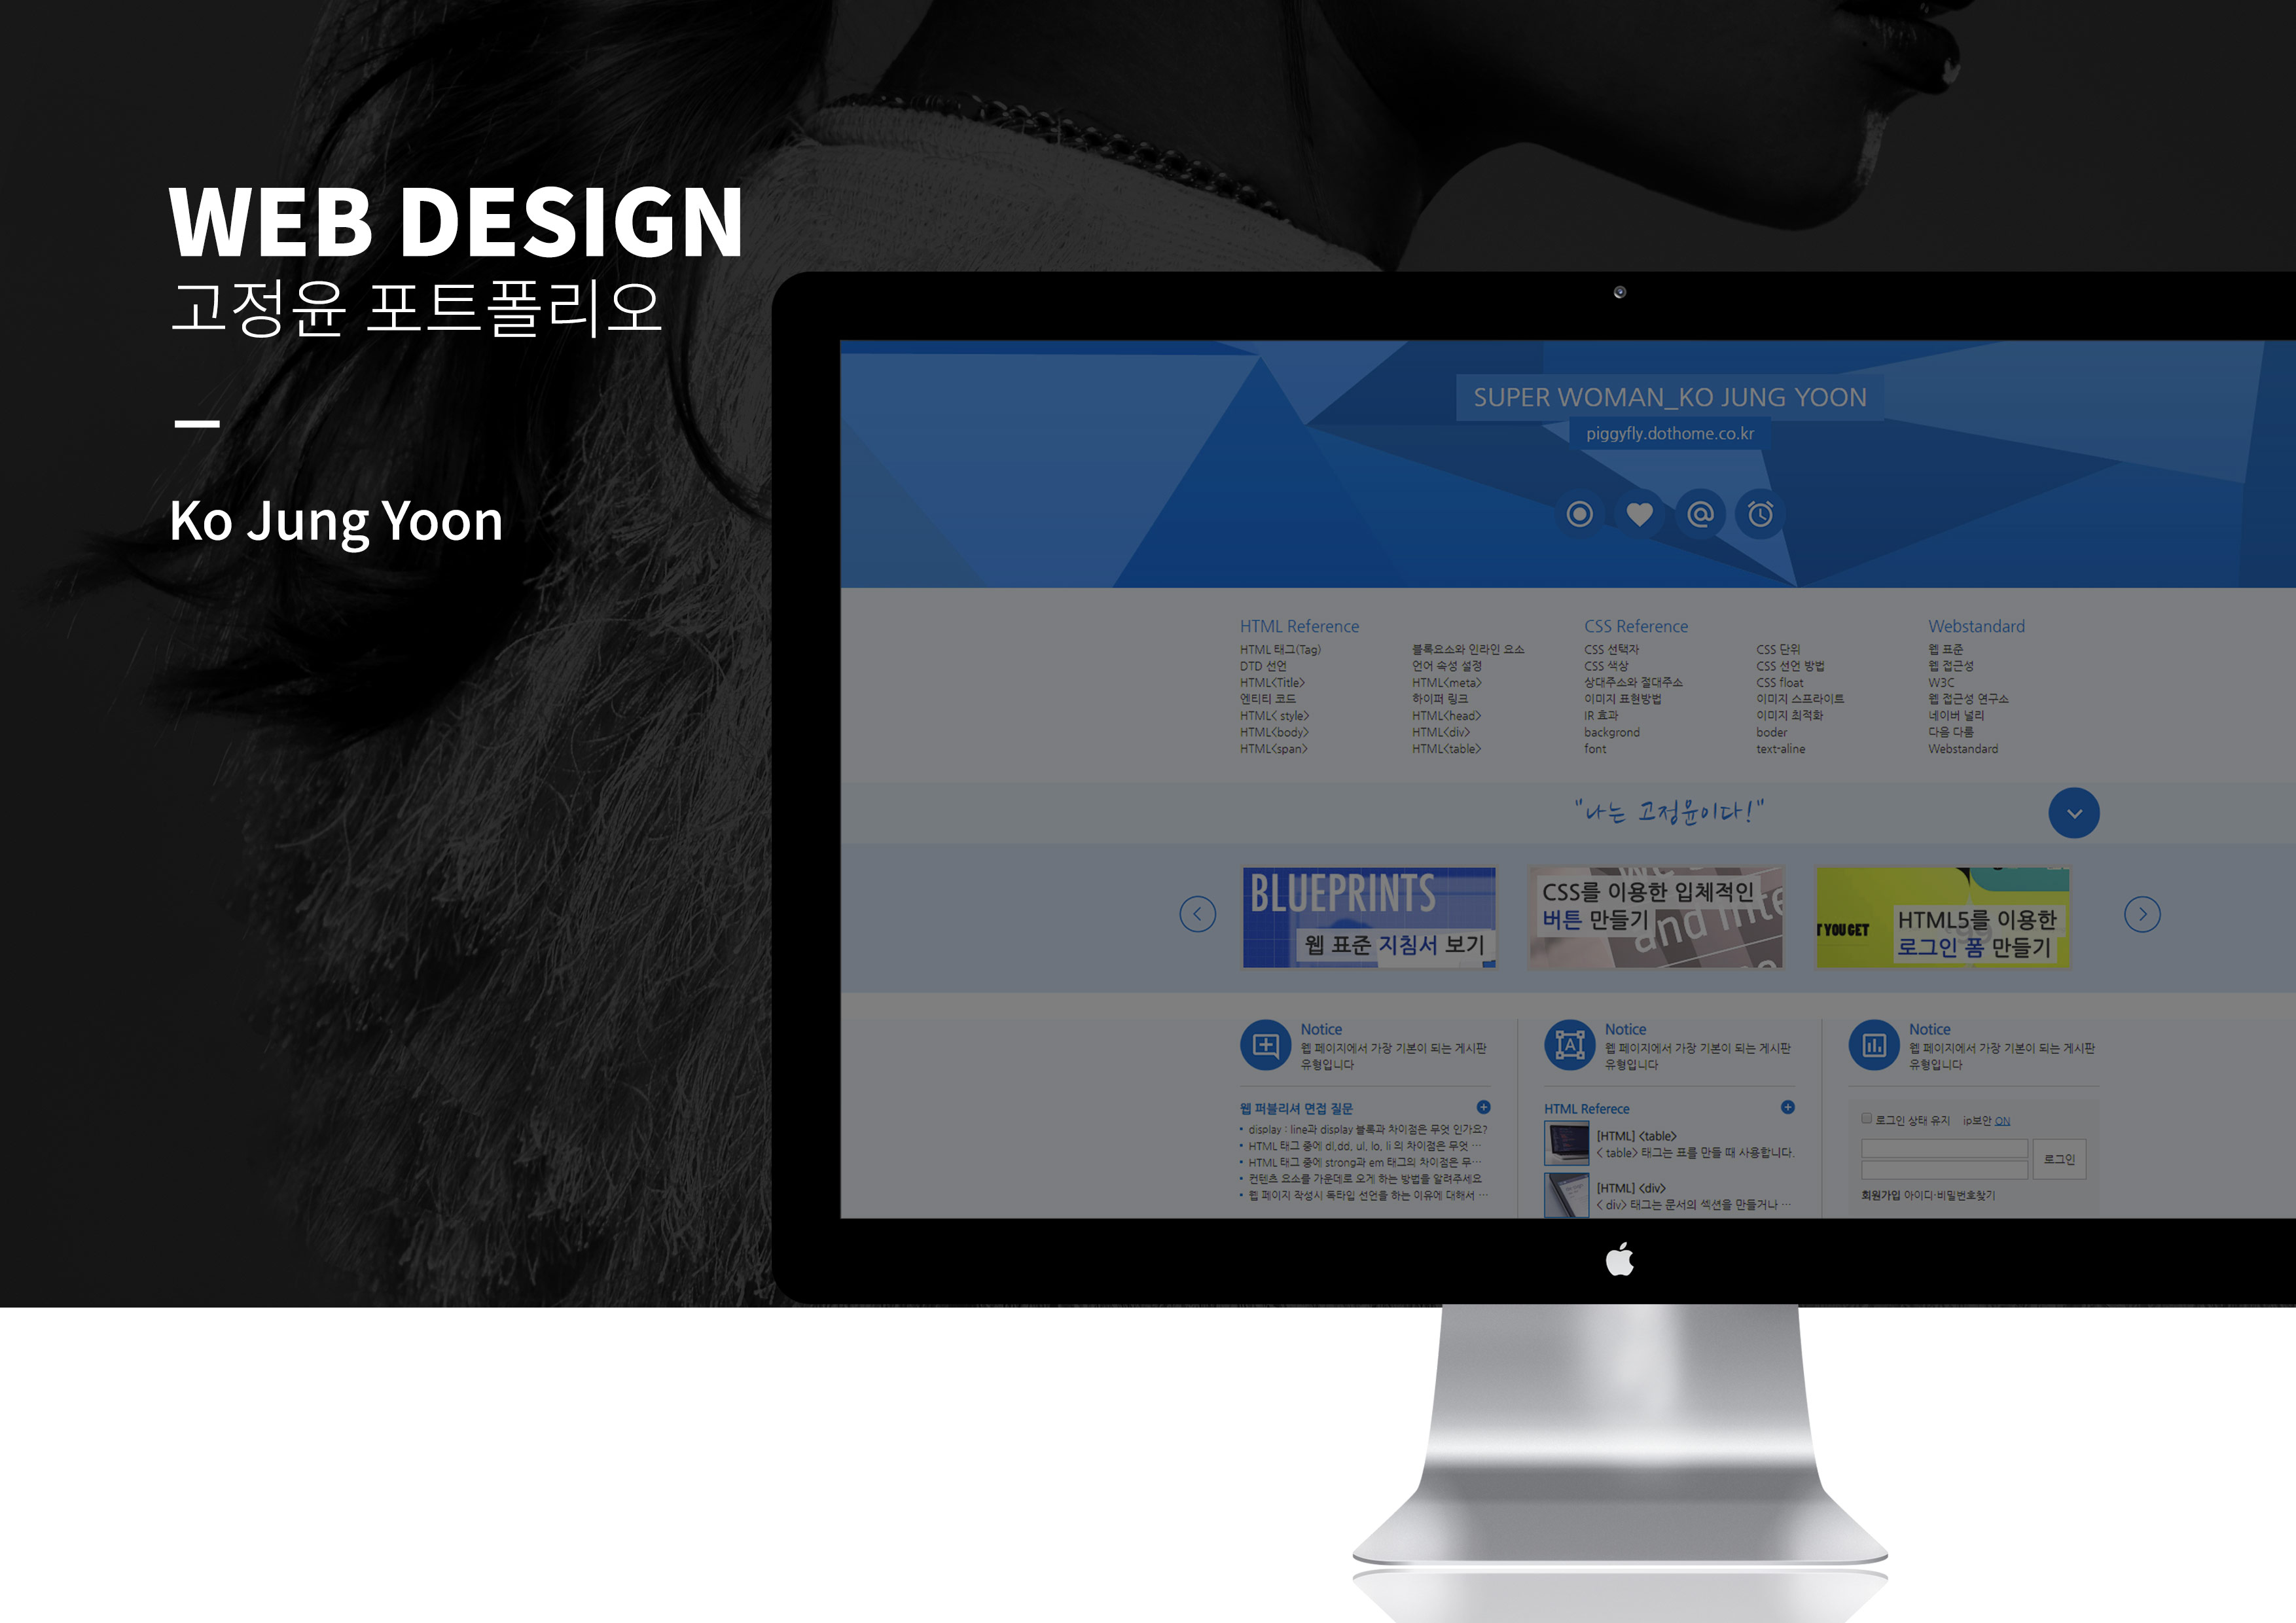 WEB DESIGN
고정윤 포트폴리오
Ko Jung Yoon
SUPER WOMAN_KO JUNG YOON
piggyfly.dothome.co.kr
HTML Reference
HTML 태그(Tag)
DTD 선언
HTML<Title>
엔티티 코드
HTML< style>
HTML<body>
HTML<span>
블록요소와 인라인 요소
언어 속성 설정
HTML<meta>
하이퍼 링크
HTML<head>
HTML<div>
HTML<table>
CSS Reference
CSS 선택자
CSS 색상
상대주소와 절대주소
이미지 표현방법
IR 효과
backgrond
font
CSS 단위
CSS 선언 방법
CSS float
이미지 스프라이트
이미지 최적화
boder
text-aline
Webstandard
웹 표준
웹 접근성
W3C
웹 접근성 연구소
네이버 널리
다음 다룸
Webstandard
"나는 고정윤이다!"
BLUEPRINTS
웹 표준 지침서 보기
CSS를 이용한 입체적인
버튼 만들기
and inte
T YOU GET
HTML5를 이용한
로그인 폼 만들기
Notice
웹 페이지에서 가장 기본이 되는 게시판
유형입니다
웹 퍼블리셔 면접 질문
display : line과 display 블록과 차이점은 무엇 인가요?
HTML 태그 중에 dl,dd, ul, lo, li 의 차이점은 무엇 …
HTML 태그 중에 strong과 em 태그의 차이점은 무…
컨텐츠 요소를 가운데로 오게 하는 방법을 알려주세요
웹 페이지 작성시 독타입 선언을 하는 이유에 대해서 …
Notice
웹 페이지에서 가장 기본이 되는 게시판
유형입니다
HTML Referece
[HTML] <table>
< table> 태그는 표를 만들 때 사용합니다.
[HTML] <div>
< div> 태그는 문서의 섹션을 만들거나 …
Notice
웹 페이지에서 가장 기본이 되는 게시판
유형입니다
로그인 상태 유지 ip보안 ON
로그인
회원가입 아이디·비밀번호찾기